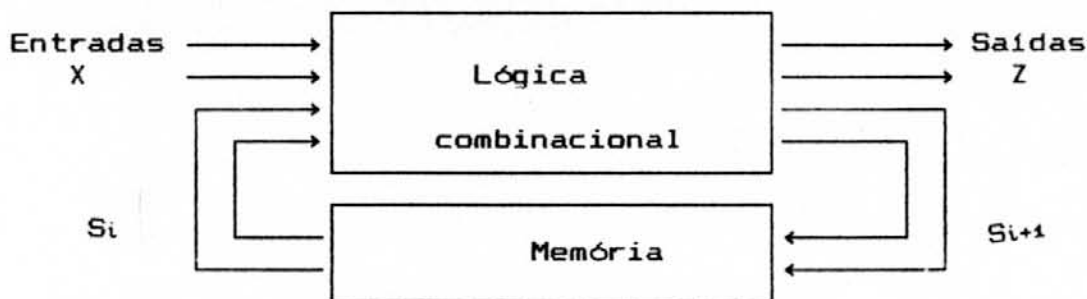 Entradas
X
Lógica
combinacional
Saídas
Z
Si
Memória
Si+1